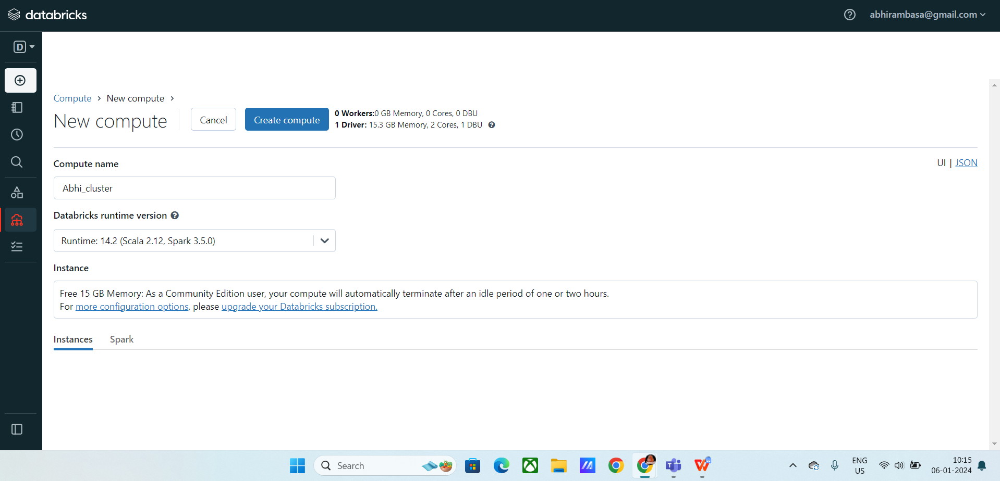 databricks
abhirambasa@gmail.com
D
Compute > New compute >
New compute
Cancel
Create compute
0 Workers:0 GB Memory, 0 Cores, 0 DBU
1 Driver: 15.3 GB Memory, 2 Cores, 1 DBU
Compute name
UI | JSON
Abhi_cluster
Databricks runtime version
Runtime: 14.2 (Scala 2.12, Spark 3.5.0)
Instance
Free 15 GB Memory: As a Community Edition user, your compute will automatically terminate after an idle period of one or two hours.
For more configuration options, please upgrade your Databricks subscription.
Instances Spark
Search
ENG
US
10:15
06-01-2024